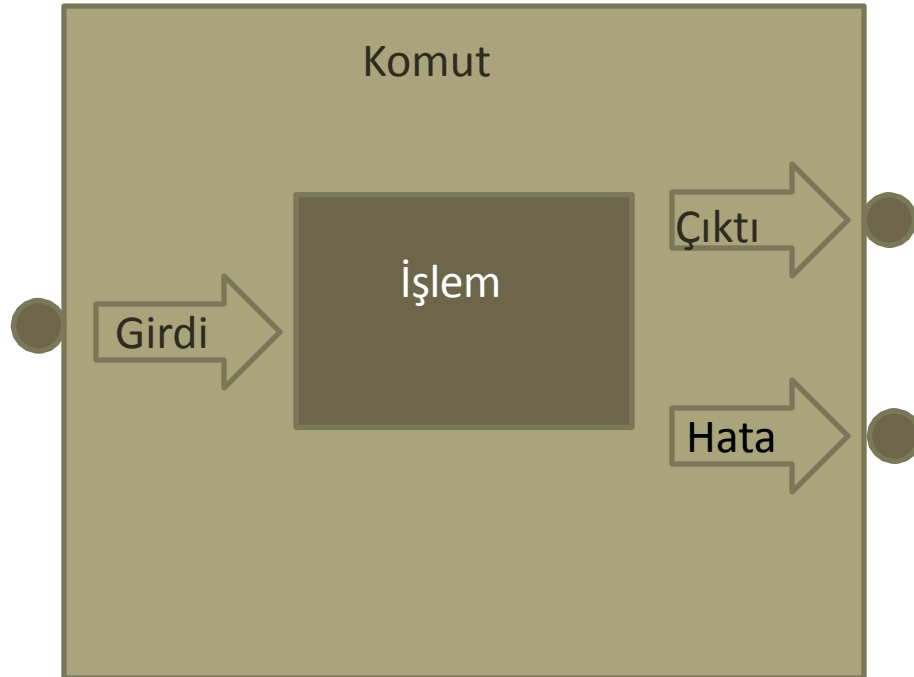 Komut
Çıktı
İşlem
Girdi
Hata